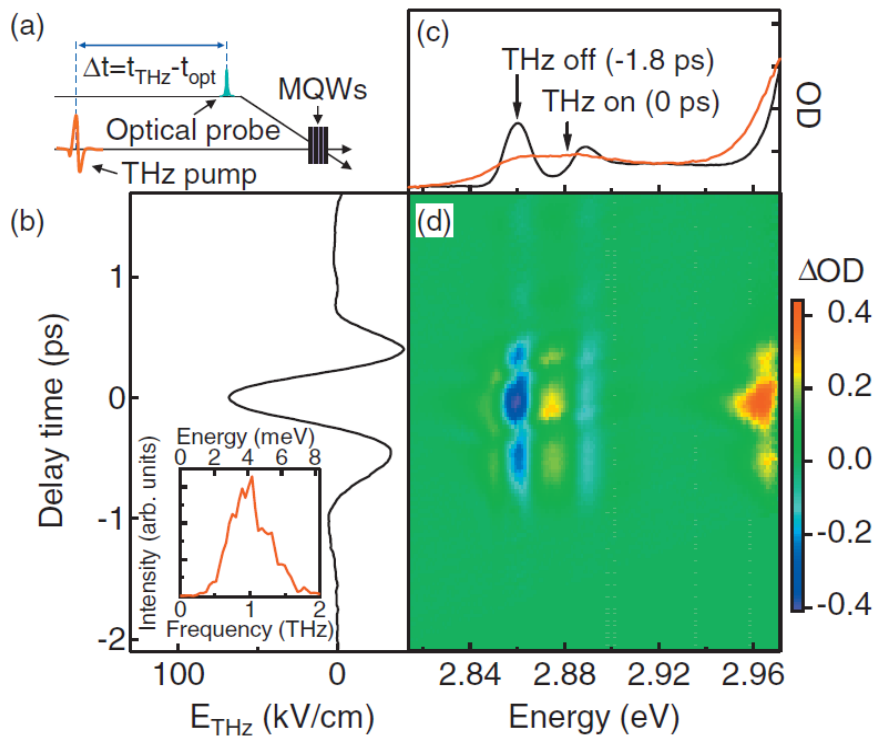 (a)
Δt=t_THz-t_opt
MQWs
Optical probe
THz pump
(c)
THz off (-1.8 ps)
THz on (0 ps)
OD
(b)
Delay time (ps)
1
0
-1
-2
Energy (meV)
0 2 4 6 8
Intensity (arb. units)
0 1 2
Frequency (THz)
100 0
E_THz (kV/cm)
(d)
2.84 2.88 2.92 2.96
Energy (eV)
ΔOD
0.4
0.2
0.0
-0.2
-0.4